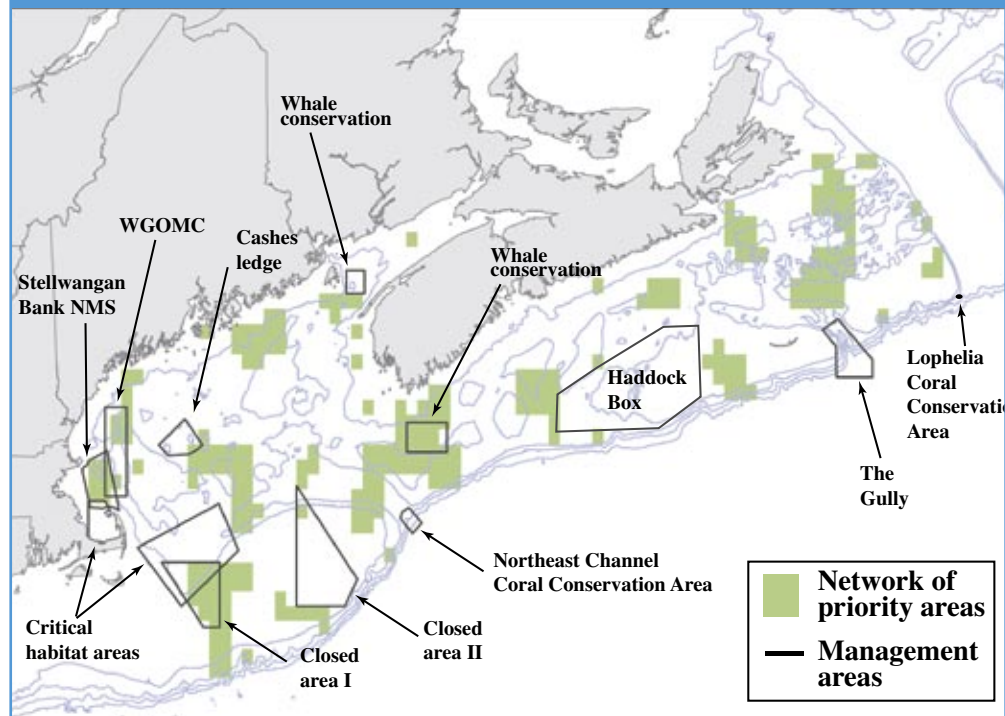 Whale
conservation
WGOMC
Cashes
ledge
Stellwangan
Bank NMS
Whale
conservation
Haddock
Box
Lophelia
Coral
Conservatio
Area
The
Gully
Northeast Channel
Coral Conservation Area
Critical
habitat areas
Closed
area I
Closed
area II
Network of
priority areas
Management
areas